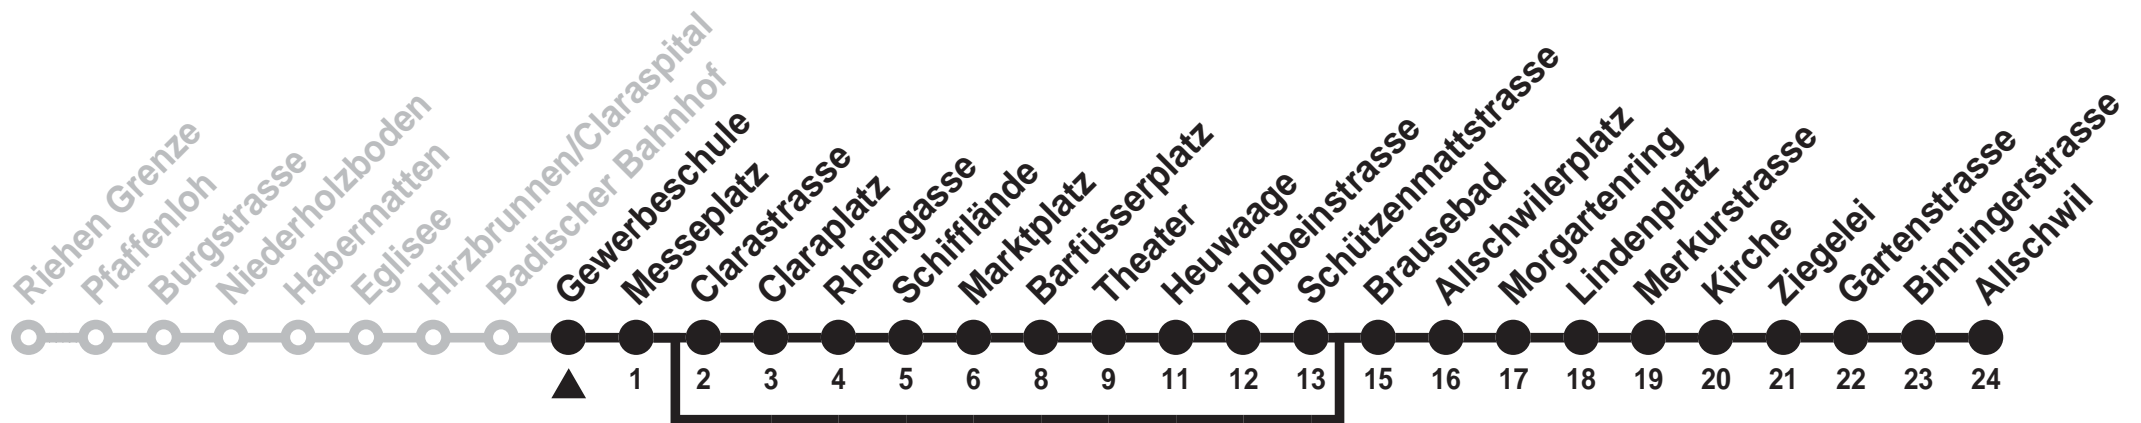 Riehen Grenze
Pfaffenloh
Burgstrasse
Niederholzboden
Habermatten
Eglisee
Hirzbrunnen/Claraspital
Badischer Bahnhof
Gewerbeschule
Messeplatz
Clarastrasse
Claraplatz
Rheingasse
Schifflände
Marktplatz
Barfüsserplatz
Theater
Heuwaage
Holbeinstrasse
Schützenmattstrasse
Brausebad
Allschwilerplatz
Morgartenring
Lindenplatz
Merkurstrasse
Kirche
Ziegelei
Gartenstrasse
Binningerstrasse
Allschwil
1 2 3 4 5 6 8 9 11 12 13 15 16 17 18 19 20 21 22 23 24